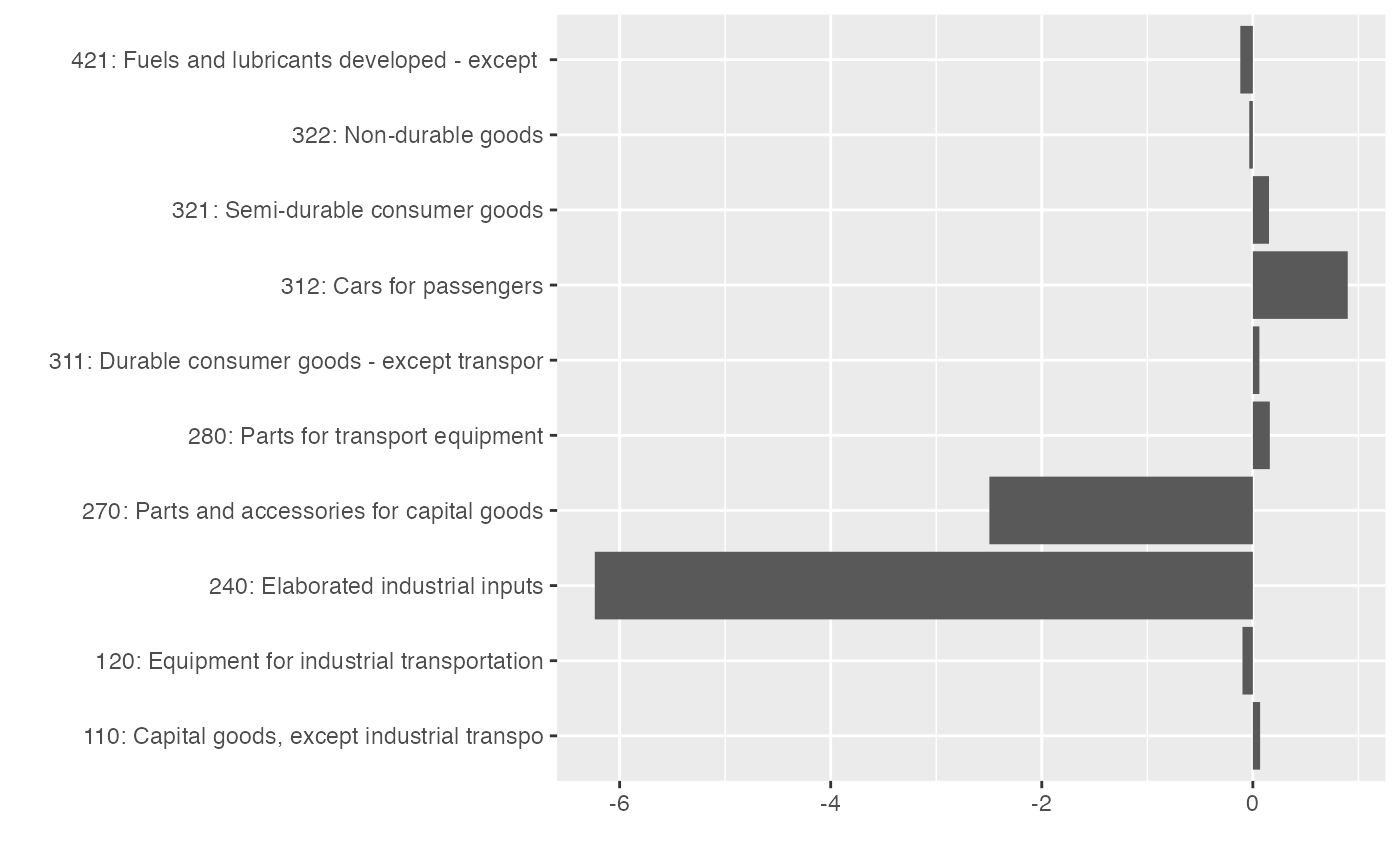 421: Fuels and lubricants developed - except
322: Non-durable goods
321: Semi-durable consumer goods
312: Cars for passengers
311: Durable consumer goods - except transpor
280: Parts for transport equipment
270: Parts and accessories for capital goods
240: Elaborated industrial inputs
120: Equipment for industrial transportation
110: Capital goods, except industrial transpo
-6 -4 -2 0